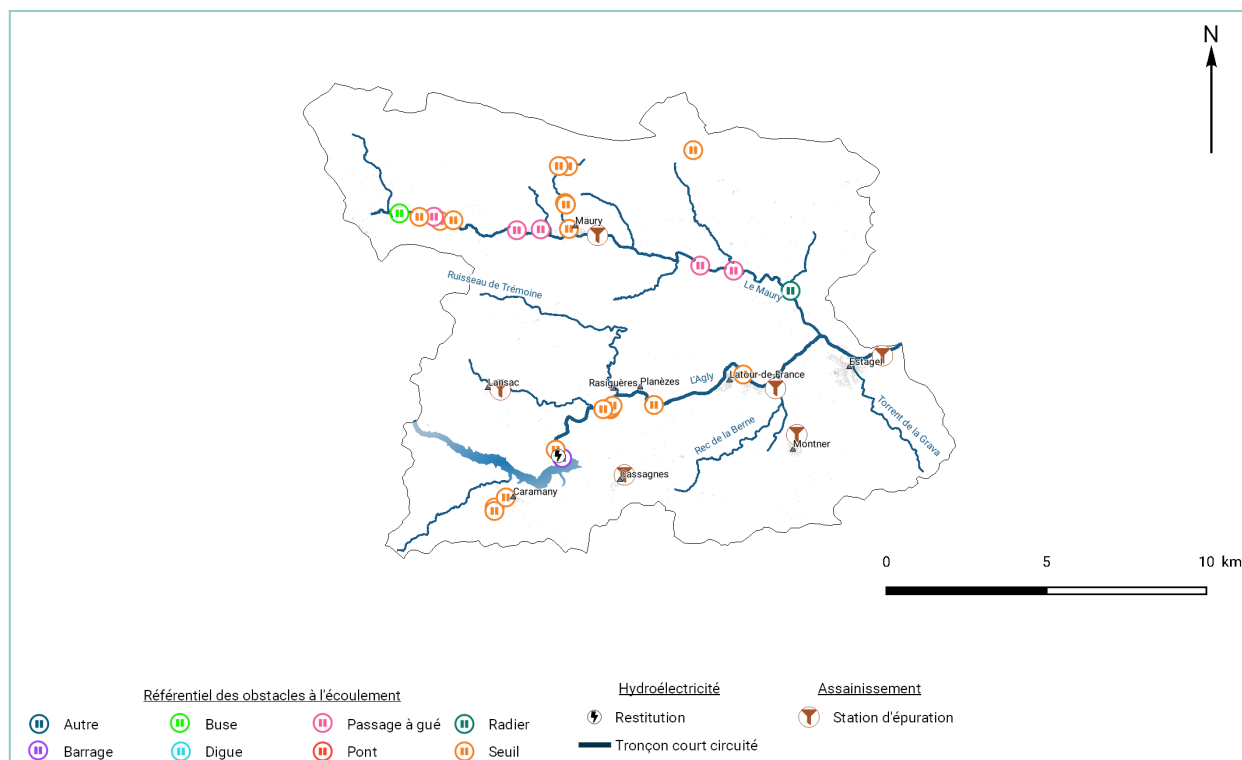 N
Maury
Ruisseau de Trémoine
Le Maury
Estagel
Lansac
Rasiguères
Planèzes
L'Agly
Latour-de-France
Torrent de la Grava
Rec de la Berne
Montner
Cassagnes
Caramany
0 5 10 km
Référentiel des obstacles à l'écoulement
Hydroélectricité
Assainissement
Autre
Buse
Passage à gué
Radier
Restitution
Station d'épuration
Barrage
Digue
Pont
Seuil
Tronçon court circuité